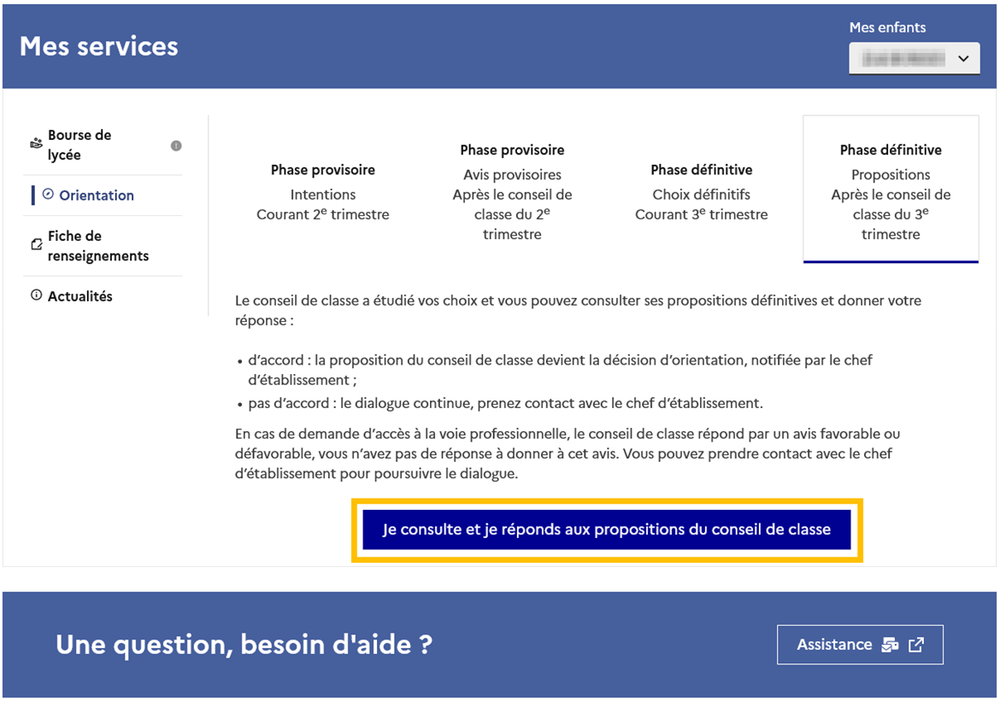 Mes services
Mes enfants
Bourse de
lycée
Orientation
Fiche de
renseignements
Actualités
Phase provisoire
Intentions
Courant 2e trimestre
Phase provisoire
Avis provisoires
Après le conseil de
classe du 2e
trimestre
Phase définitive
Choix définitifs
Courant 3e trimestre
Phase définitive
Propositions
Après le conseil de
classe du 3e
trimestre
Le conseil de classe a étudié vos choix et vous pouvez consulter ses propositions définitives et donner votre
réponse :
• d’accord : la proposition du conseil de classe devient la décision d’orientation, notifiée par le chef
d’établissement ;
• pas d’accord : le dialogue continue, prenez contact avec le chef d’établissement.
En cas de demande d’accès à la voie professionnelle, le conseil de classe répond par un avis favorable ou
défavorable, vous n’avez pas de réponse à donner à cet avis. Vous pouvez prendre contact avec le chef
d’établissement pour poursuivre le dialogue.
Je consulte et je réponds aux propositions du conseil de classe
Une question, besoin d'aide ?
Assistance